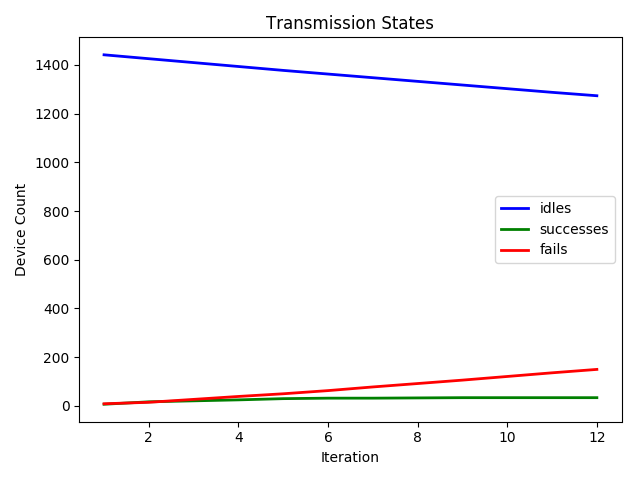 Transmission States
Device Count
1400
1200
1000
800
600
400
200
0
idles
successes
fails
2 4 6 8 10 12
Iteration